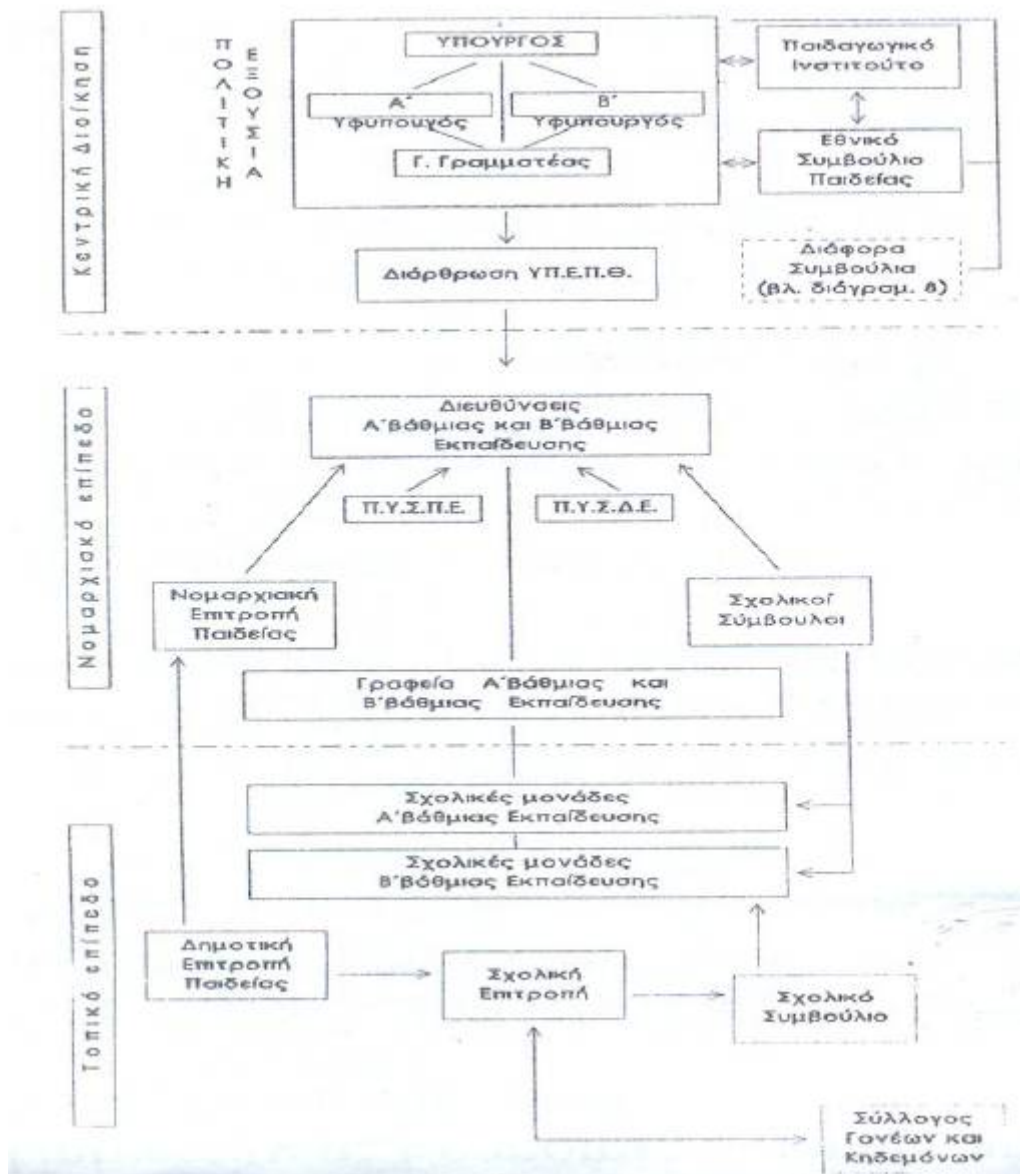 Κεντρική Διοίκηση
ΠΟΛΙΤΙΚΗ
ΕΞΟΥΣΙΑ
ΥΠΟΥΡΓΟΣ
Α΄
Υφυπουγός
Β΄
Υφυπουργός
Γ. Γραμματέας
Παιδαγωγικό
Ινστιτούτο
Εθνικό
Συμβούλιο
Παιδείας
Διάρθρωση ΥΠ.Ε.Π.Θ.
Διάφορα
Συμβούλια
(βλ. διάγραμ. 8)
Νομαρχιακό επίπεδο
Διευθύνσεις
Α΄βάθμιας και Β΄βάθμιας
Εκπαίδευσης
Π.Υ.Σ.Π.Ε.
Π.Υ.Σ.Δ.Ε.
Νομαρχιακή
Επιτροπή
Παιδείας
Σχολικοί
Σύμβουλοι
Γραφεία Α΄βάθμιας και
Β΄βάθμιας Εκπαίδευσης
Τοπικό επίπεδο
Σχολικές μονάδες
Α΄βάθμιας Εκπαίδευσης
Σχολικές μονάδες
Β΄βάθμιας Εκπαίδευσης
Δημοτική
Επιτροπή
Παιδείας
Σχολική
Επιτροπή
Σχολικό
Συμβούλιο
Σύλλογος
Γονέων και
Κηδεμόνων